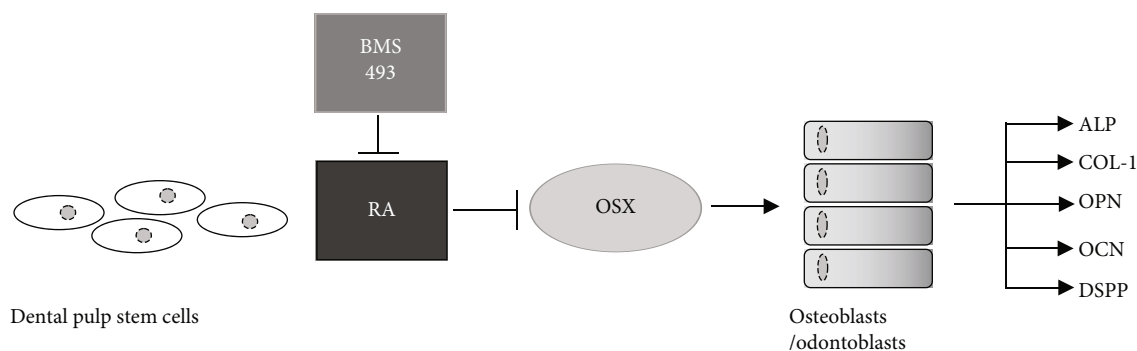 BMS
493
RA
OSX
ALP
COL-1
OPN
OCN
DSPP
Dental pulp stem cells
Osteoblasts
/odontoblasts